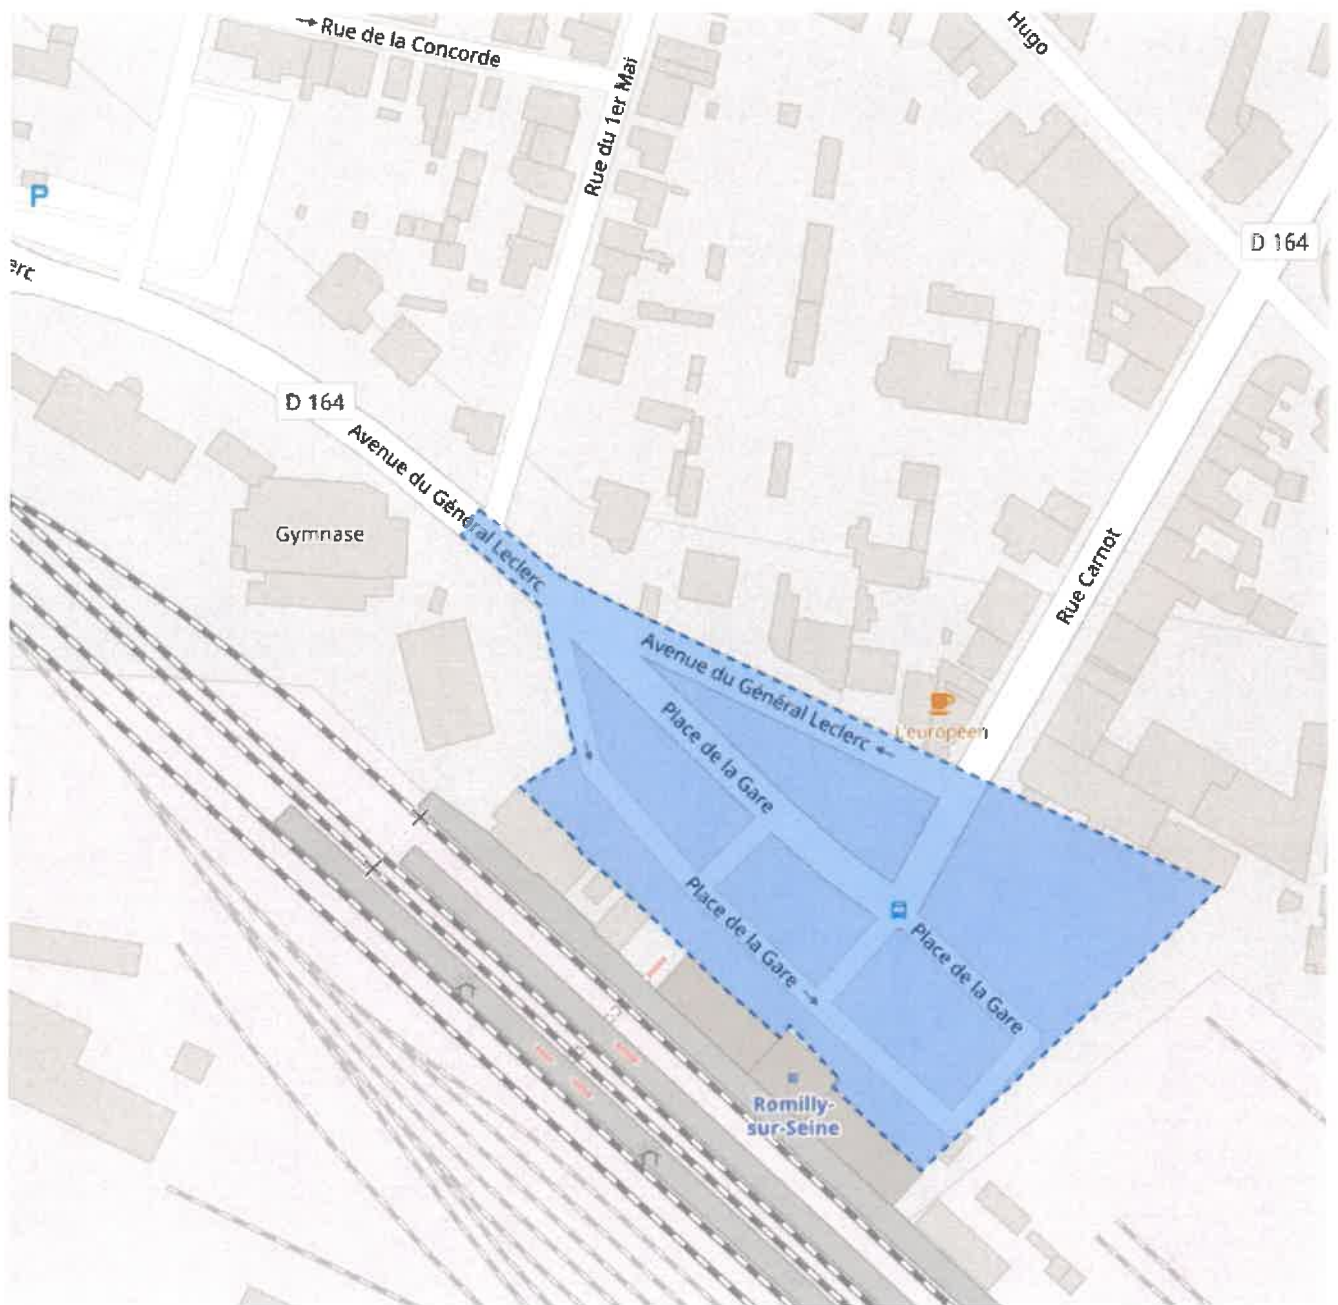 Rue de la Concorde
Hugo
Rue du 1er Mai
P
D 164
erc
D 164
Avenue du Général Leclerc
Gymnase
Rue Carnot
Avenue du Général Leclerc
L'européen
Place de la Gare
Place de la Gare
Place de la Gare
Romilly-
sur-Seine